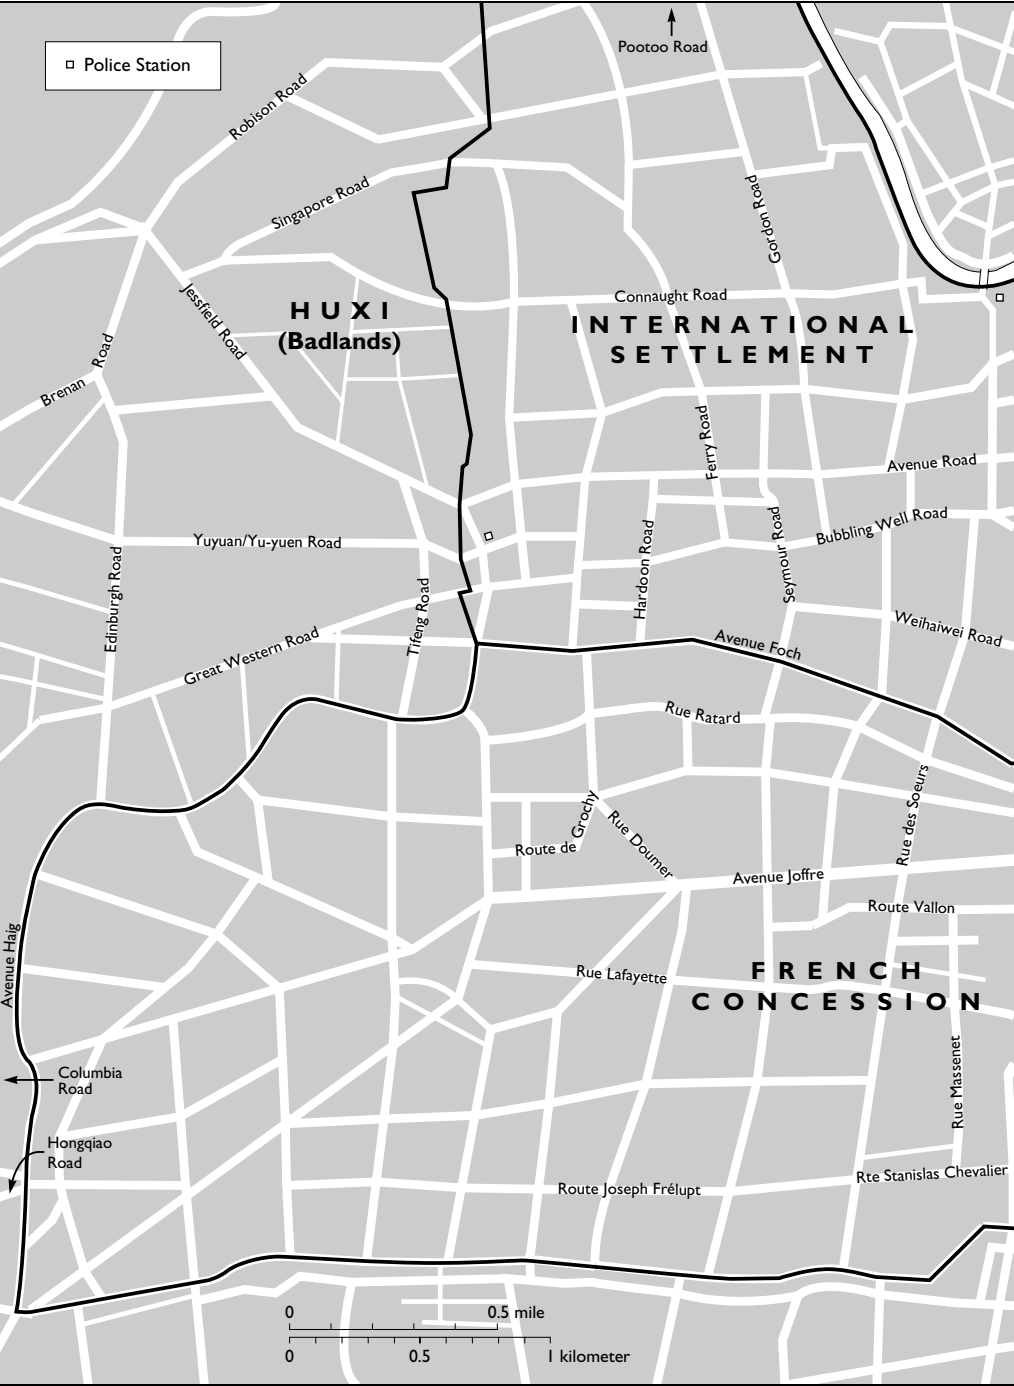 Pootoo Road
Police Station
Robison Road
Singapore Road
Gordon Road
Jessfield Road
HUXI
(Badlands)
Connaught Road
INTERNATIONAL
SETTLEMENT
Brenan Road
Ferry Road
Avenue Road
Bubbling Well Road
Yuyuan/Yu-yuen Road
Hardoon Road
Seymour Road
Edinburgh Road
Tifeng Road
Great Western Road
Weihaiwei Road
Avenue Foch
Rue Ratard
Rue des Soeurs
Route de Grochy
Rue Doumer
Avenue Joffre
Route Vallon
Avenue Haig
Rue Lafayette
FRENCH
CONCESSION
Columbia
Road
Rue Massenet
Hongqiao
Road
Route Joseph Frélupt
Rte Stanislas Chevalier
0 0.5 mile
0 0.5 1 kilometer